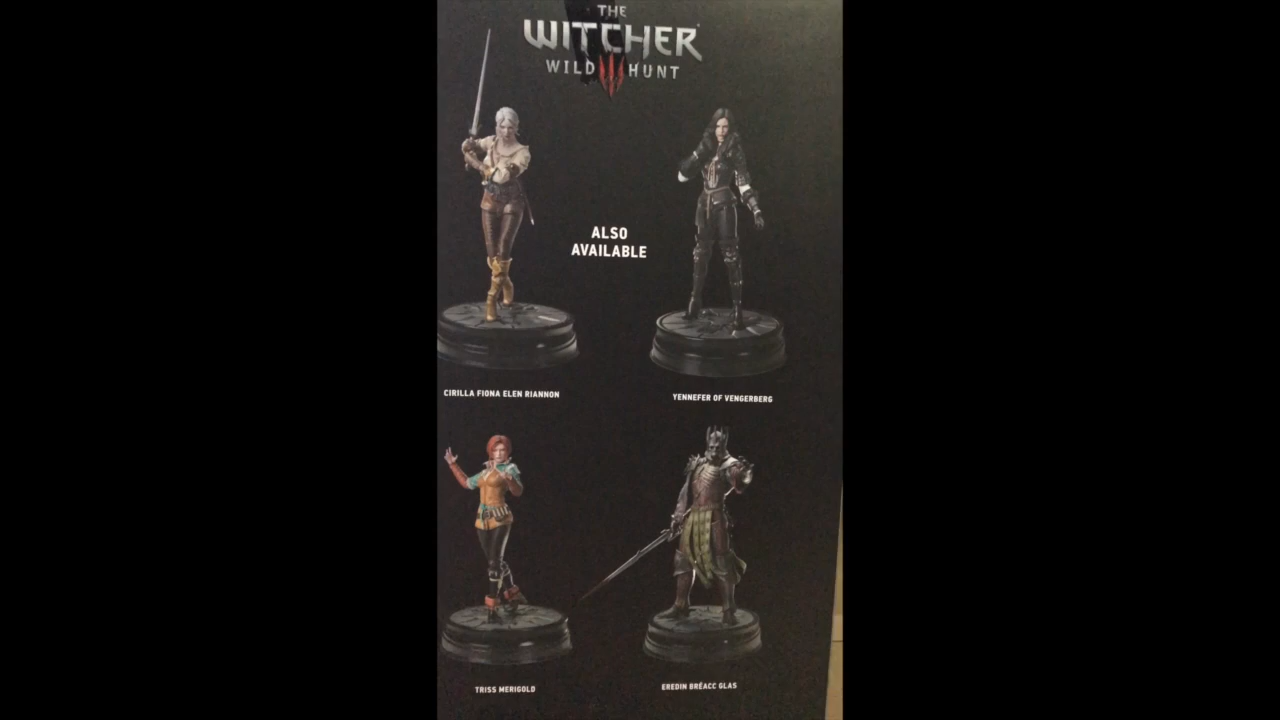 THE
WITCHER
WILD HUNT
ALSO
AVAILABLE
CIRILLA FIONA ELEN RIANNON
YENNEFER OF VENGERBERG
TRISS MERIGOLD
EREDIN BRÉACC GLAS